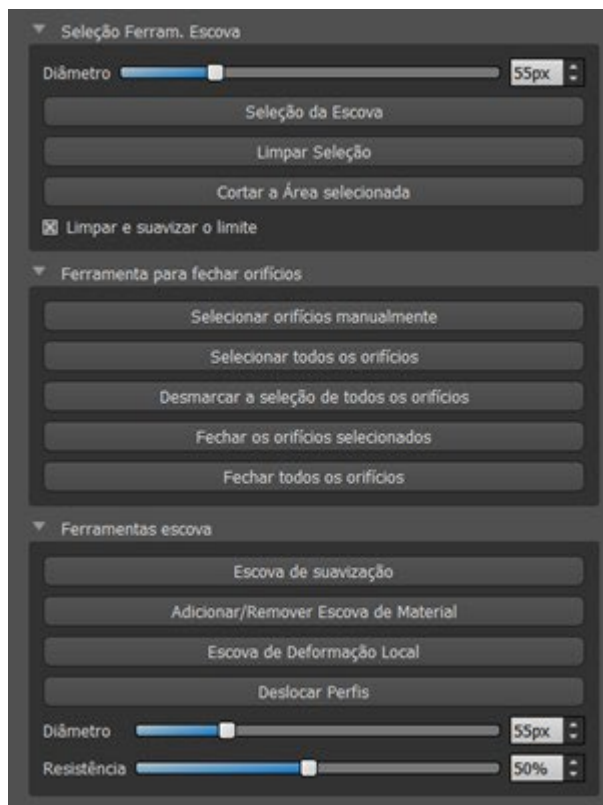 Seleção Ferram. Escova
Diâmetro 55px
Seleção da Escova
Limpar Seleção
Cortar a Área selecionada
Limpar e suavizar o limite
Ferramenta para fechar orifícios
Selecionar orifícios manualmente
Selecionar todos os orifícios
Desmarcar a seleção de todos os orifícios
Fechar os orifícios selecionados
Fechar todos os orifícios
Ferramentas escova
Escova de suavização
Adicionar/Remover Escova de Material
Escova de Deformação Local
Deslocar Perfis
Diâmetro 55px
Resistência 50%